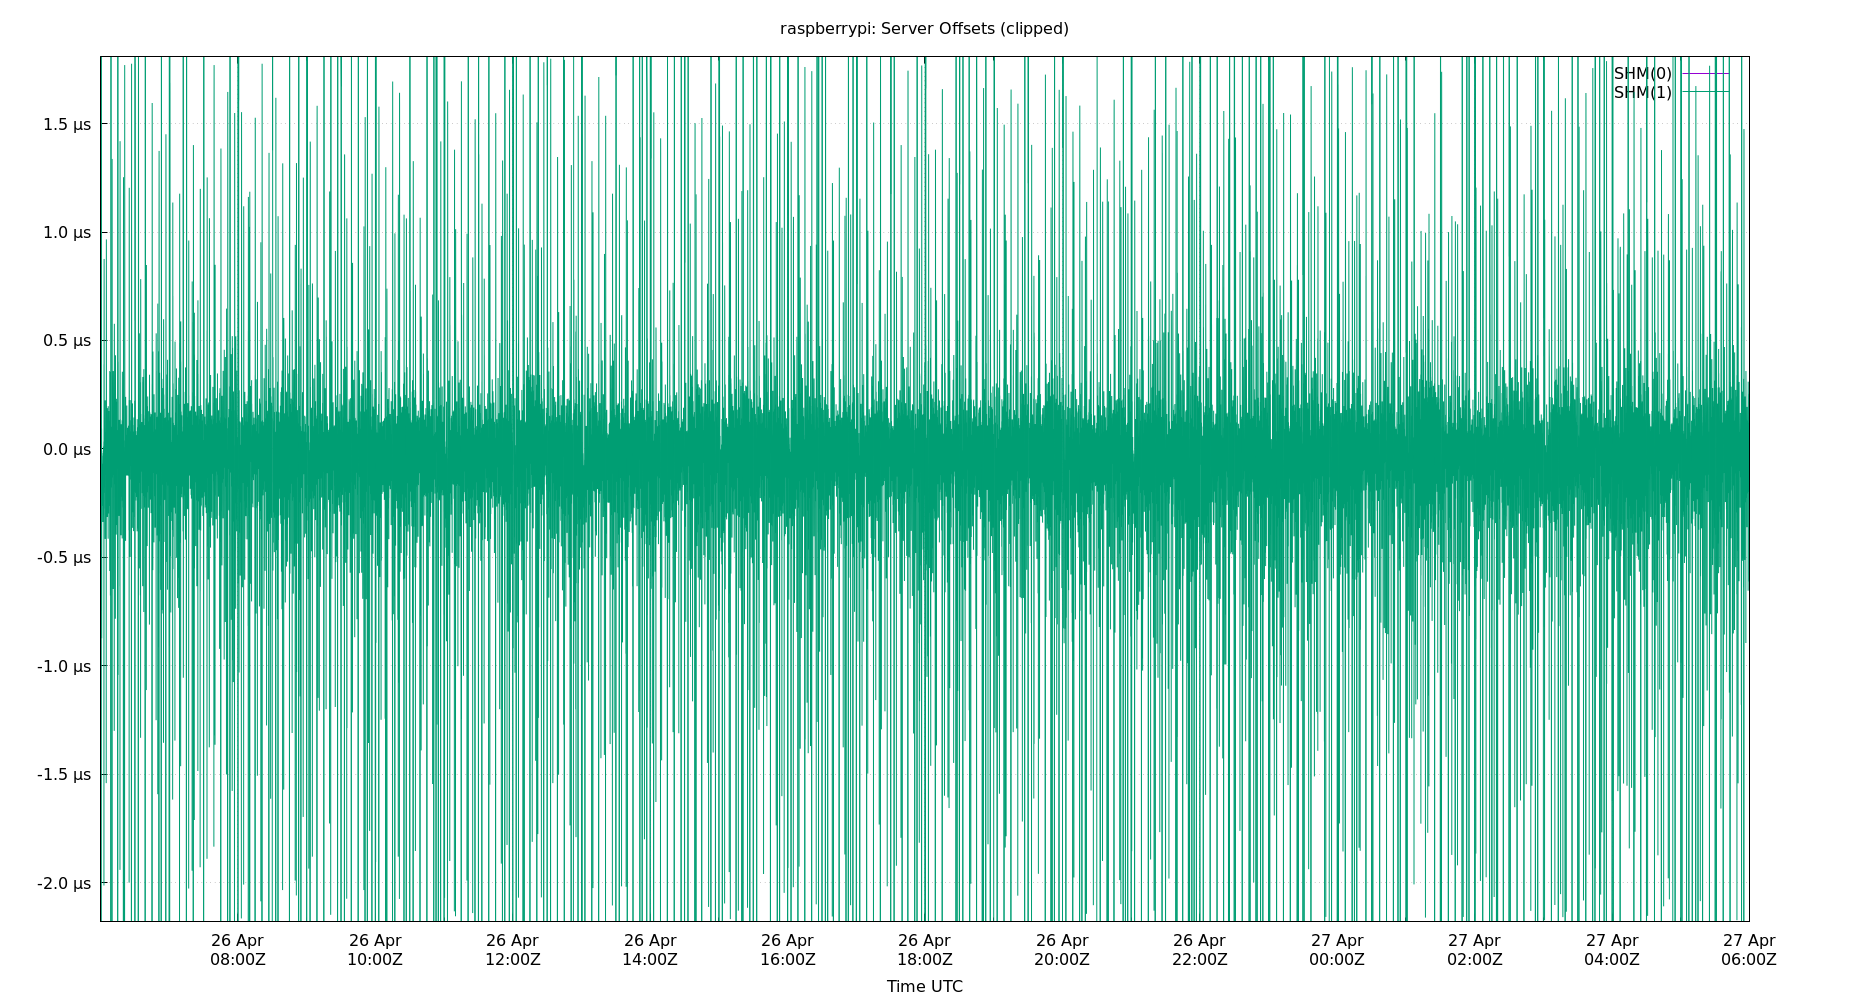 raspberrypi: Server Offsets (clipped)
SHM(0)
SHM(1)
1.5 µs
1.0 µs
0.5 µs
0.0 µs
-0.5 µs
-1.0 µs
-1.5 µs
-2.0 µs
26 Apr 26 Apr 26 Apr 26 Apr 26 Apr 26 Apr 26 Apr 26 Apr 27 Apr 27 Apr 27 Apr 27 Apr
08:00Z 10:00Z 12:00Z 14:00Z 16:00Z 18:00Z 20:00Z 22:00Z 00:00Z 02:00Z 04:00Z 06:00Z
Time UTC